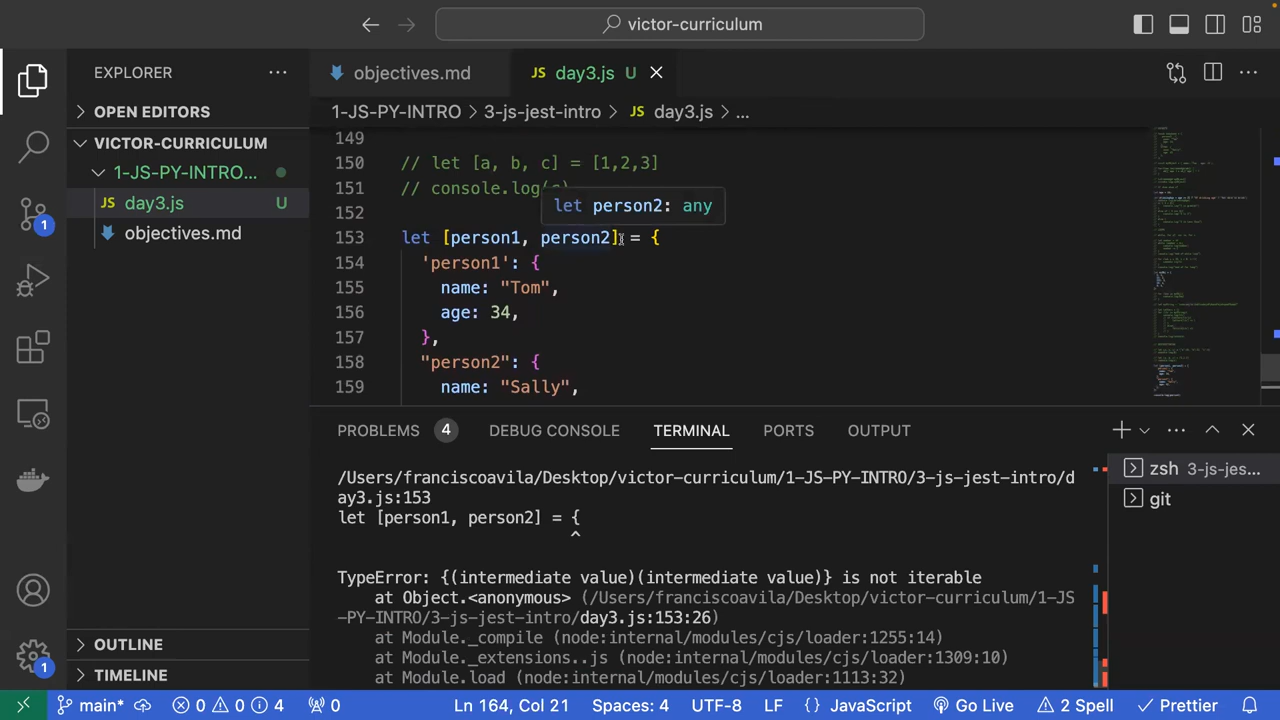 victor-curriculum
EXPLORER
objectives.md
JS day3.js U
OPEN EDITORS
1-JS-PY-INTRO > 3-js-jest-intro > JS day3.js > ...
VICTOR-CURRICULUM
1-JS-PY-INTRO...
JS day3.js U
objectives.md
149
150 // let [a, b, c] = [1,2,3]
151 // console.log(
let person2: any
152
153 let [person1, person2] = {
154 'person1': {
155 name: "Tom",
156 age: 34,
157 },
158 "person2": {
159 name: "Sally",
PROBLEMS 4 DEBUG CONSOLE TERMINAL PORTS OUTPUT
/Users/franciscoavila/Desktop/victor-curriculum/1-JS-PY-INTRO/3-js-jest-intro/d
ay3.js:153
let [person1, person2] = {
^
TypeError: {(intermediate value)(intermediate value)} is not iterable
at Object.<anonymous> (/Users/franciscoavila/Desktop/victor-curriculum/1-JS
-PY-INTRO/3-js-jest-intro/day3.js:153:26)
at Module._compile (node:internal/modules/cjs/loader:1255:14)
at Module._extensions..js (node:internal/modules/cjs/loader:1309:10)
at Module.load (node:internal/modules/cjs/loader:1113:32)
zsh 3-js-jes...
git
1
OUTLINE
TIMELINE
1
main* 0 0 4 0 Ln 164, Col 21 Spaces: 4 UTF-8 LF {} JavaScript Go Live 2 Spell Prettier